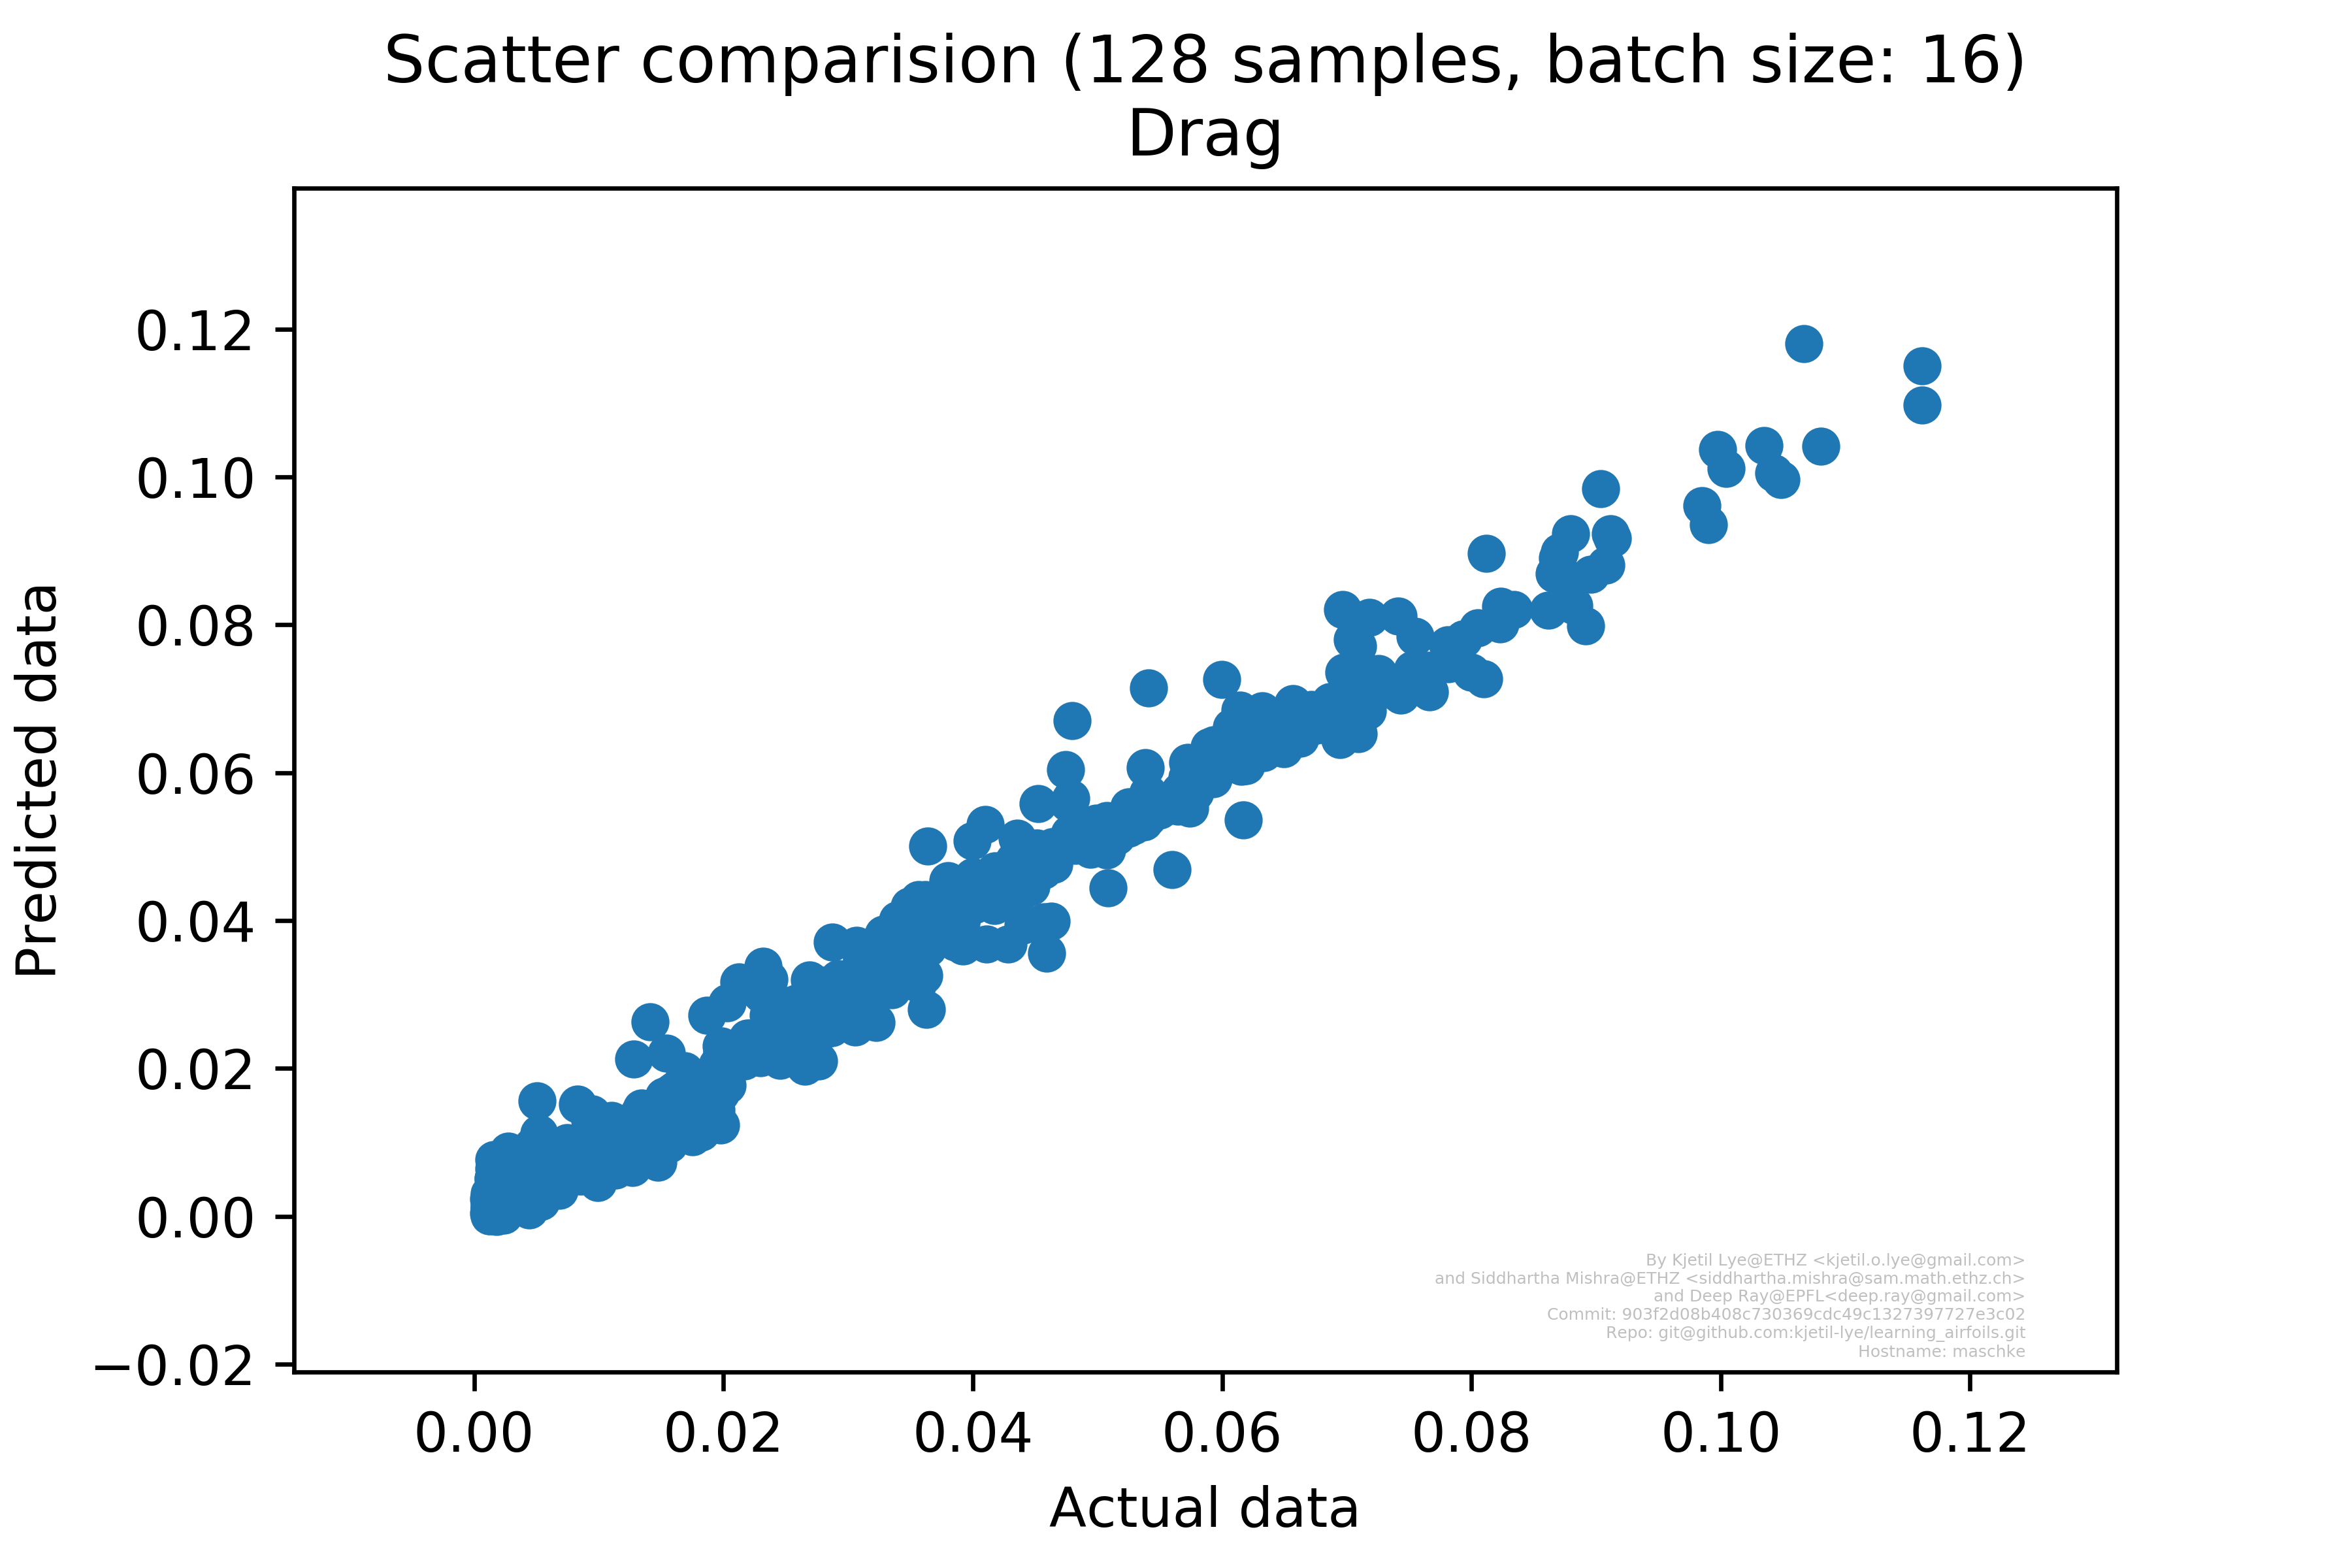 Scatter comparision (128 samples, batch size: 16)
Drag
0.12
0.10
0.08
0.06
0.04
0.02
0.00
−0.02
Predicted data
By Kjetil Lye@ETHZ <kjetil.o.lye@gmail.com>
and Siddhartha Mishra@ETHZ <siddhartha.mishra@sam.math.ethz.ch>
and Deep Ray@EPFL<deep.ray@gmail.com>
Commit: 903f2d08b408c730369cdc49c1327397727e3c02
Repo: git@github.com:kjetil-lye/learning_airfoils.git
Hostname: maschke
0.00 0.02 0.04 0.06 0.08 0.10 0.12
Actual data